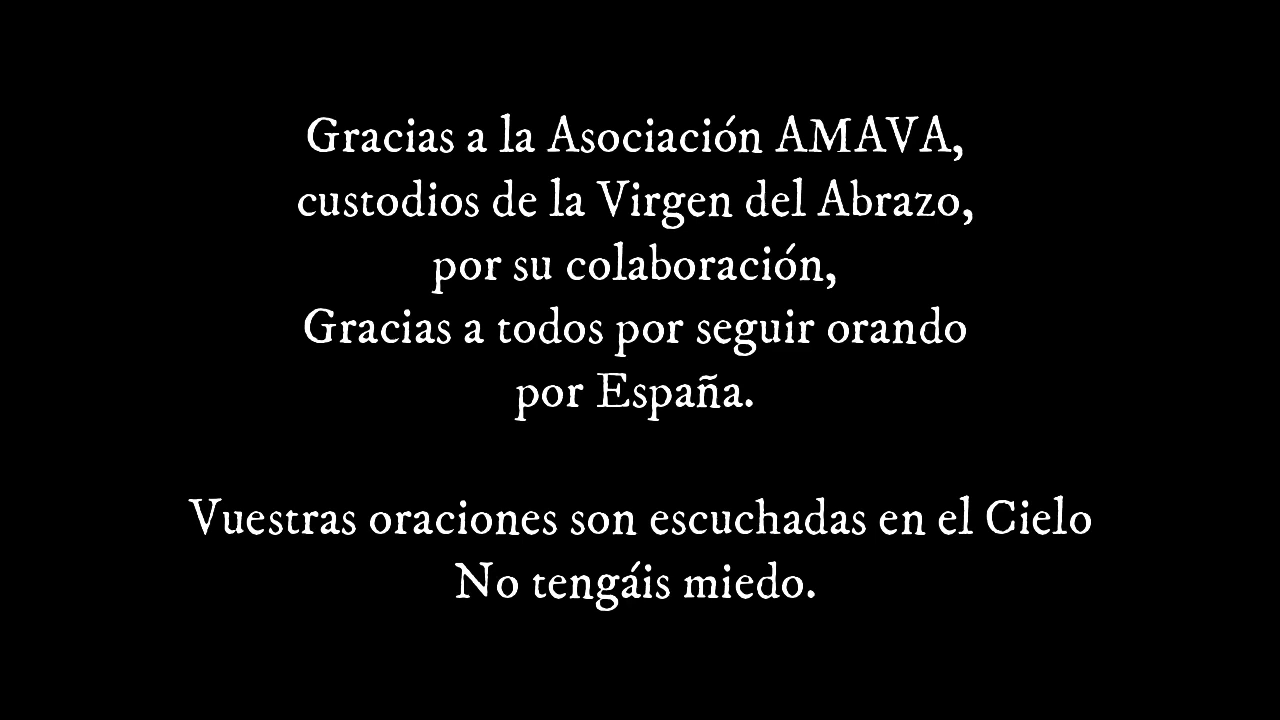 Gracias a la Asociación AMAVA,
custodios de la Virgen del Abrazo,
por su colaboración,
Gracias a todos por seguir orando
por España.
Vuestras oraciones son escuchadas en el Cielo
No tengáis miedo.